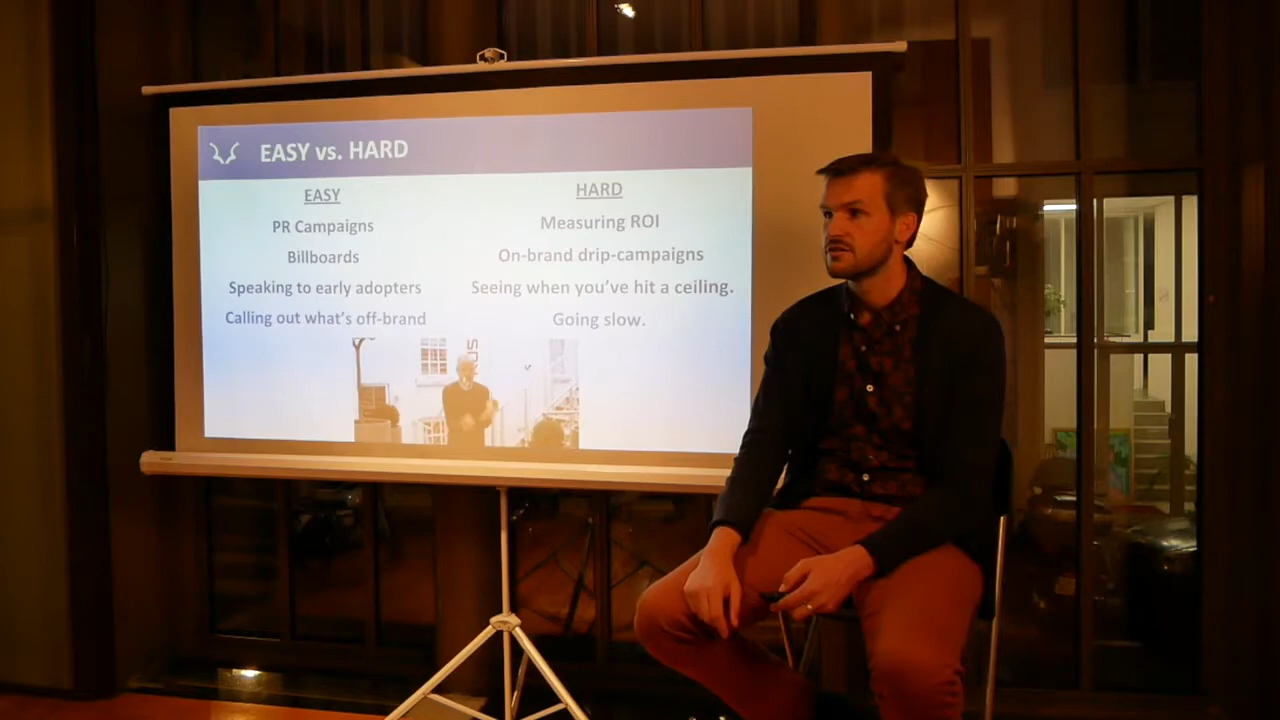 EASY vs. HARD
EASY
HARD
PR Campaigns
Measuring ROI
Billboards
On-brand drip-campaigns
Speaking to early adopters
Seeing when you've hit a ceiling.
Calling out what's off-brand
Going slow.